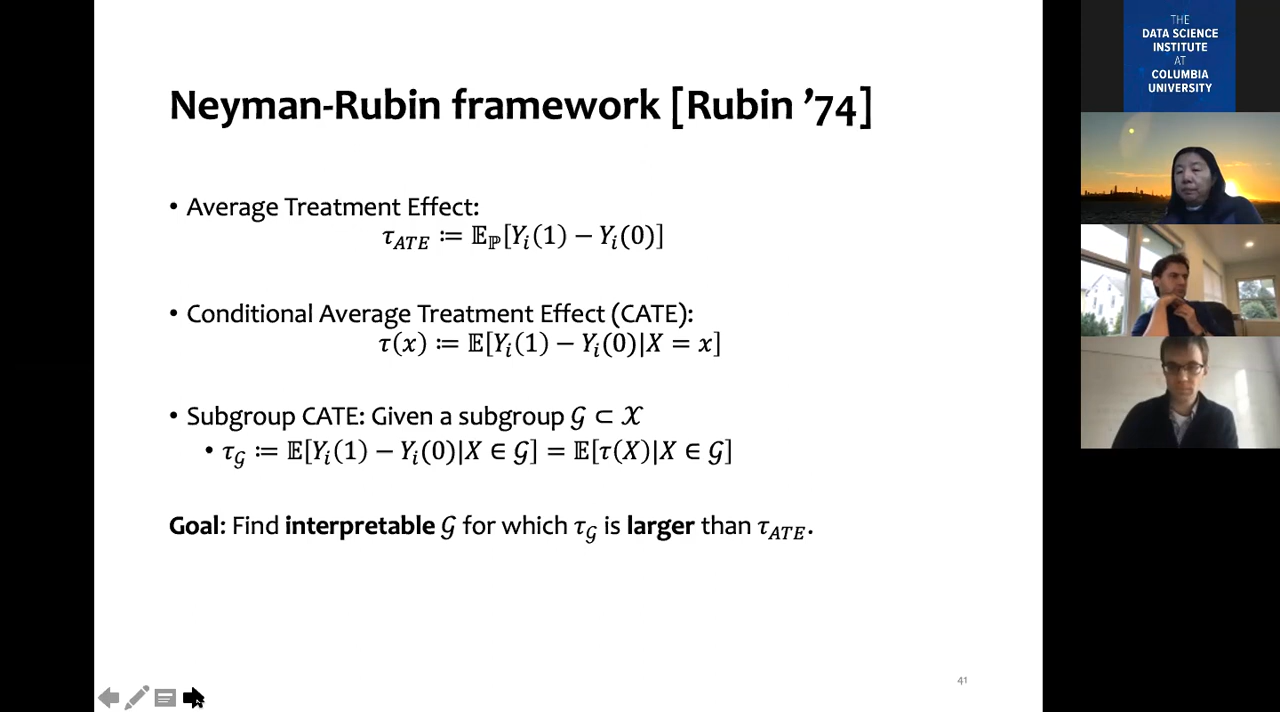 Neyman-Rubin framework [Rubin ’74]
• Average Treatment Effect:
τ_ATE ≔ 𝔼_ℙ[Y_i(1) − Y_i(0)]
• Conditional Average Treatment Effect (CATE):
τ(x) ≔ 𝔼[Y_i(1) − Y_i(0)|X = x]
• Subgroup CATE: Given a subgroup 𝒢 ⊂ 𝒳
• τ_𝒢 ≔ 𝔼[Y_i(1) − Y_i(0)|X ∈ 𝒢] = 𝔼[τ(X)|X ∈ 𝒢]
Goal: Find interpretable 𝒢 for which τ_𝒢 is larger than τ_ATE.
41
THE
DATA SCIENCE
INSTITUTE
AT
COLUMBIA
UNIVERSITY